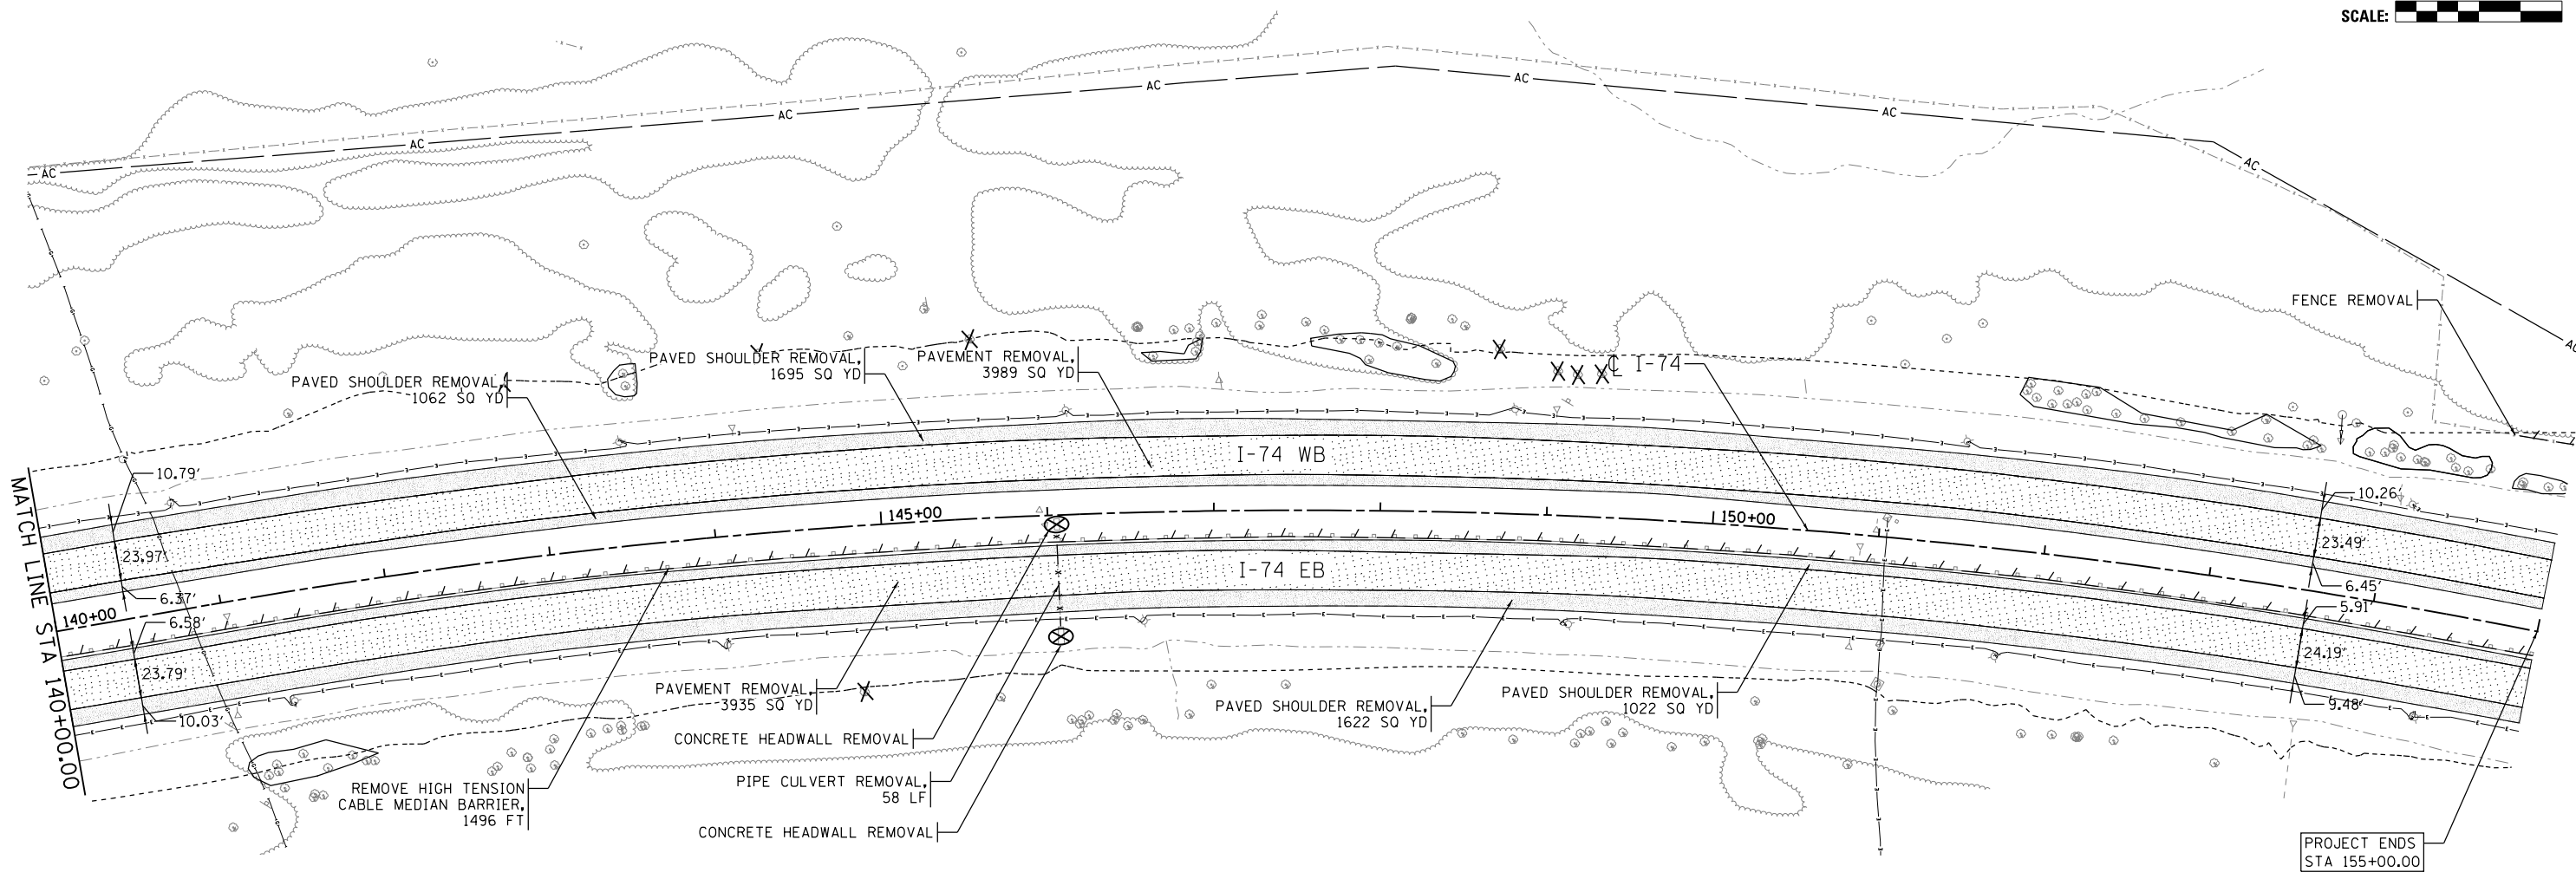 SCALE:
AC
AC
AC
AC
AC
AC
AC
AC
FENCE REMOVAL
PAVED SHOULDER REMOVAL,
1062 SQ YD
PAVED SHOULDER REMOVAL,
1695 SQ YD
PAVEMENT REMOVAL,
3989 SQ YD
℄ I-74
I-74 WB
I-74 EB
MATCH LINE STA 140+00.00
140+00
145+00
150+00
10.79'
23.97'
6.37'
6.58'
23.79'
10.03'
10.26'
23.49'
6.45'
5.91'
24.19'
9.48'
PAVEMENT REMOVAL,
3935 SQ YD
CONCRETE HEADWALL REMOVAL
PAVED SHOULDER REMOVAL,
1622 SQ YD
PAVED SHOULDER REMOVAL,
1022 SQ YD
REMOVE HIGH TENSION
CABLE MEDIAN BARRIER,
1496 FT
PIPE CULVERT REMOVAL,
58 LF
CONCRETE HEADWALL REMOVAL
PROJECT ENDS
STA 155+00.00